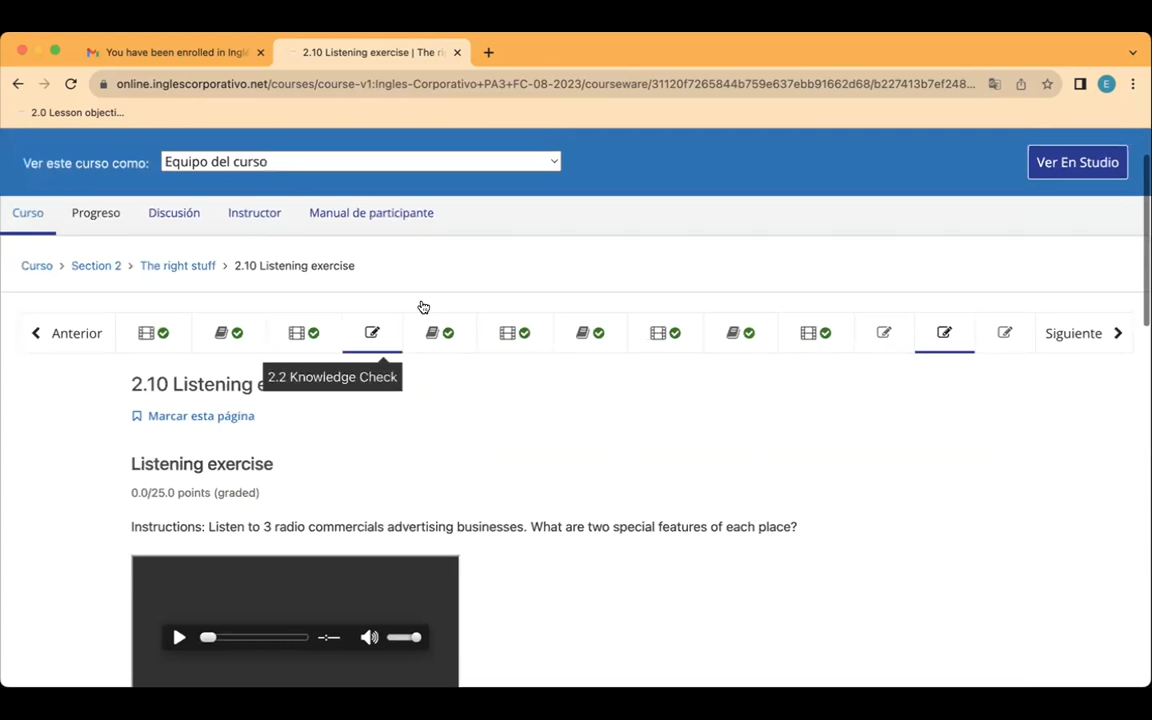 You have been enrolled in Ingl
2.10 Listening exercise | The ri
online.inglescorporativo.net/courses/course-v1:Ingles-Corporativo+PA3+FC-08-2023/courseware/31120f7265844b759e637ebb91662d68/b227413b7ef248...
E
2.0 Lesson objecti...
Ver este curso como:
Equipo del curso
Ver En Studio
Curso
Progreso
Discusión
Instructor
Manual de participante
Curso > Section 2 > The right stuff > 2.10 Listening exercise
Anterior
Siguiente
2.2 Knowledge Check
2.10 Listening e
Marcar esta página
Listening exercise
0.0/25.0 points (graded)
Instructions: Listen to 3 radio commercials advertising businesses. What are two special features of each place?
-:--